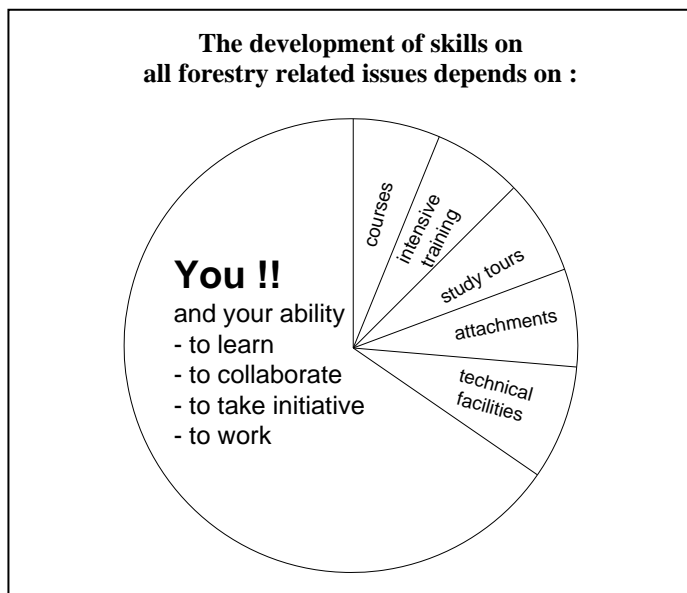 The development of skills on
all forestry related issues depends on :
You !!
and your ability
- to learn
- to collaborate
- to take initiative
- to work
courses
intensive
training
study tours
attachments
technical
facilities